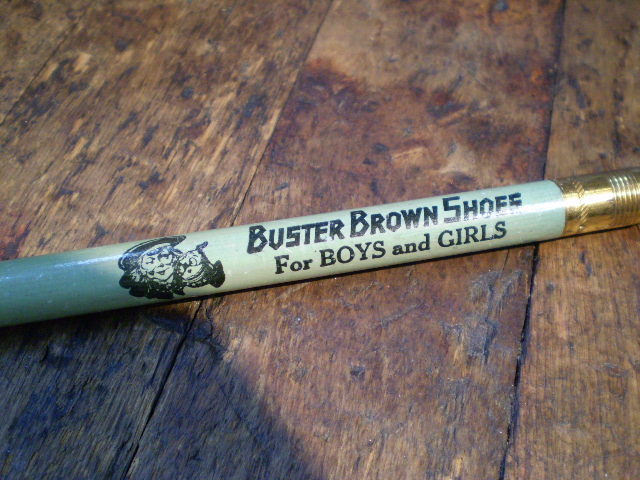 BUSTER BROWN SHOES
For BOYS and GIRLS